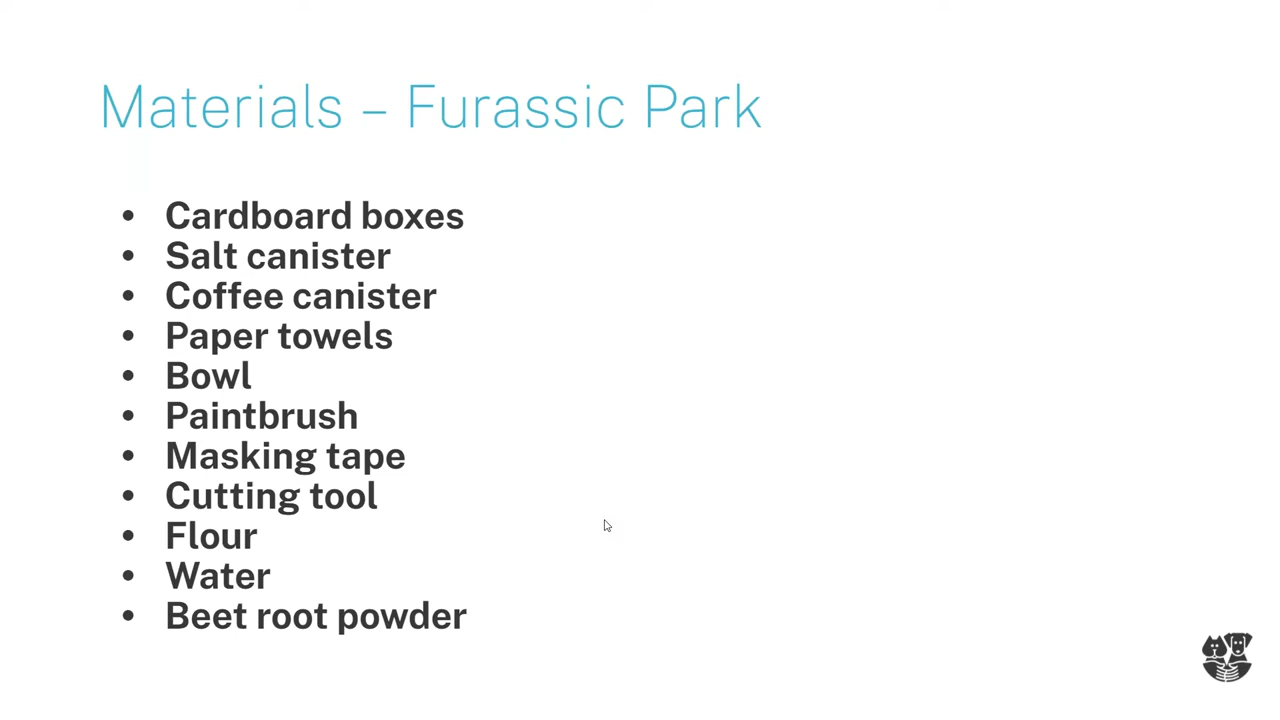 Materials – Furassic Park
• Cardboard boxes
• Salt canister
• Coffee canister
• Paper towels
• Bowl
• Paintbrush
• Masking tape
• Cutting tool
• Flour
• Water
• Beet root powder